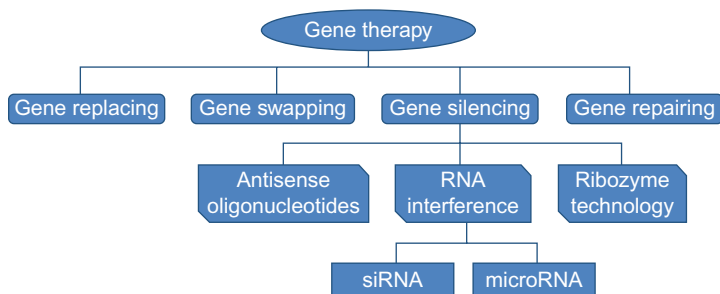 Gene therapy
Gene replacing
Gene swapping
Gene silencing
Gene repairing
Antisense
oligonucleotides
RNA
interference
Ribozyme
technology
siRNA
microRNA